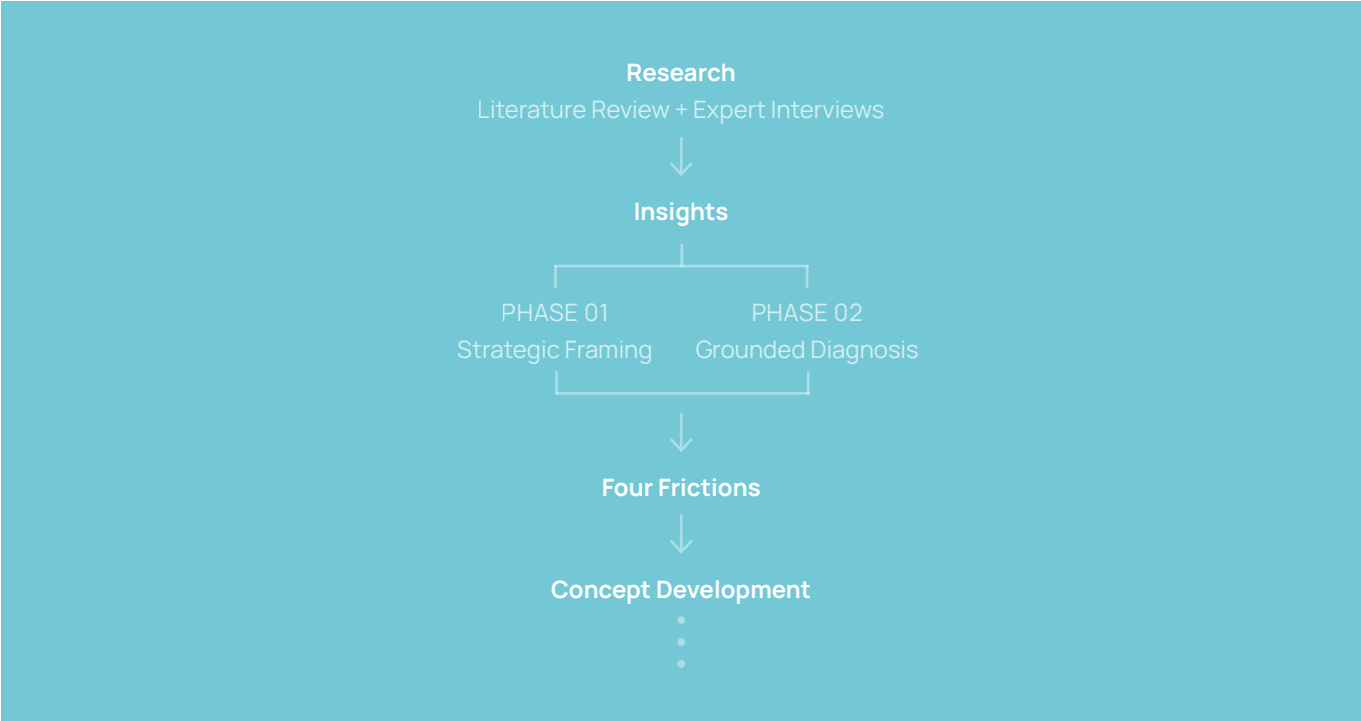 Research
Literature Review + Expert Interviews
Insights
PHASE 01
Strategic Framing
PHASE 02
Grounded Diagnosis
Four Frictions
Concept Development